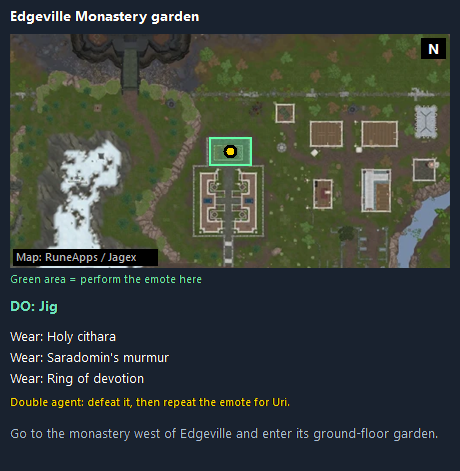 Edgeville Monastery garden
N
Map: RuneApps / Jagex
Green area = perform the emote here
DO: Jig
Wear: Holy cithara
Wear: Saradomin's murmur
Wear: Ring of devotion
Double agent: defeat it, then repeat the emote for Uri.
Go to the monastery west of Edgeville and enter its ground-floor garden.